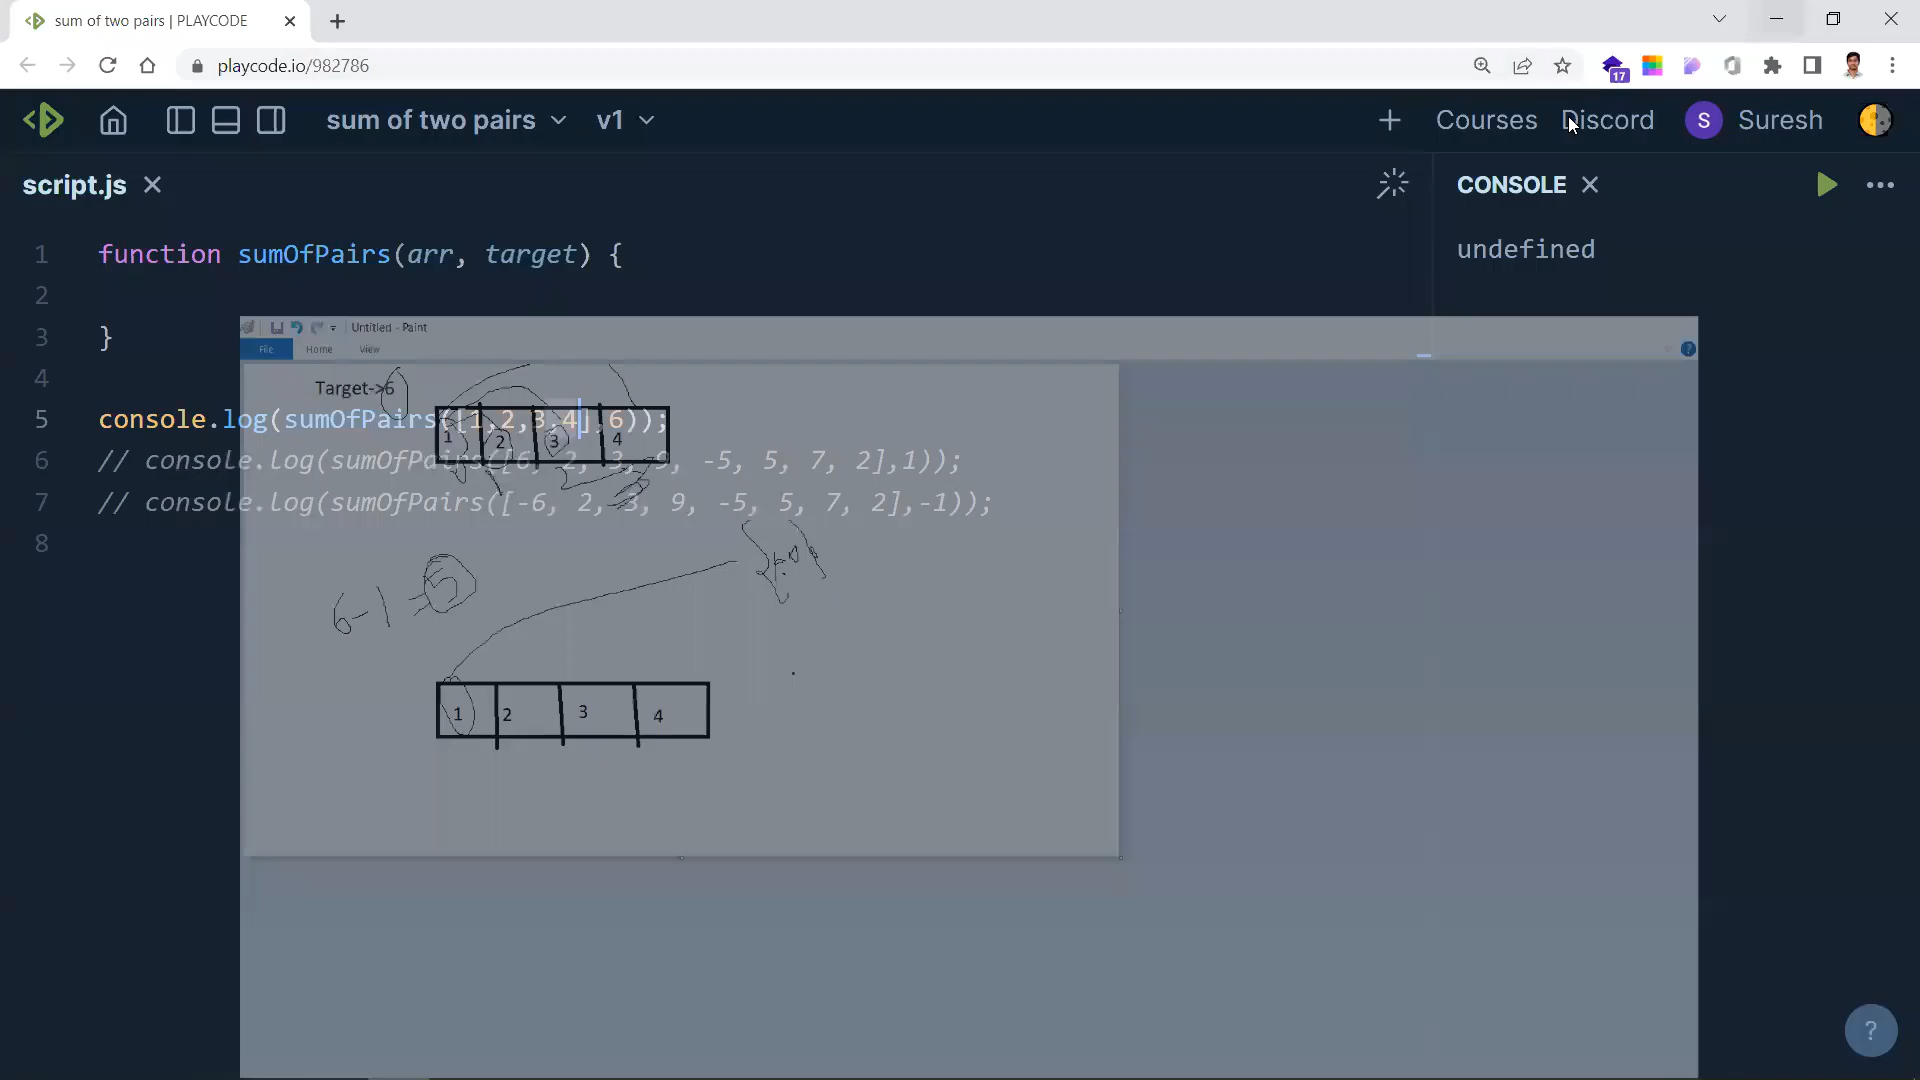 sum of two pairs | PLAYCODE
playcode.io/982786
17
sum of two pairs
v1
Courses
Discord
S
Suresh
script.js
CONSOLE
undefined
1 function sumOfPairs(arr, target) {
2
3 }
4
5 console.log(sumOfPairs([1,2,3,4],6));
6 // console.log(sumOfPairs([6, 2, 3, 9, -5, 5, 7, 2],1));
7 // console.log(sumOfPairs([-6, 2, 3, 9, -5, 5, 7, 2],-1));
8
Untitled - Paint
File Home View
Target->6
1 2 3 4
6-1 = 5
1 2 3 4
?
?